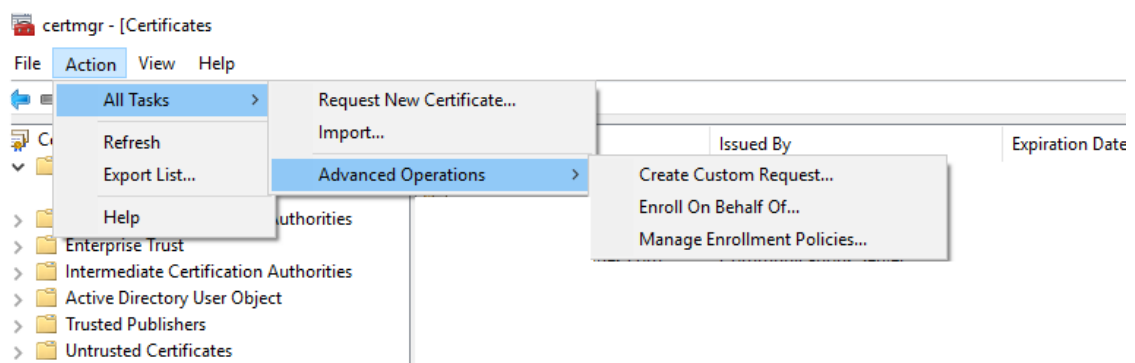 certmgr - [Certificates
File Action View Help
All Tasks
Refresh
Export List...
Help
Request New Certificate...
Import...
Advanced Operations
Create Custom Request...
Enroll On Behalf Of...
Manage Enrollment Policies...
Issued By
Expiration Date
Enterprise Trust
Intermediate Certification Authorities
Active Directory User Object
Trusted Publishers
Untrusted Certificates